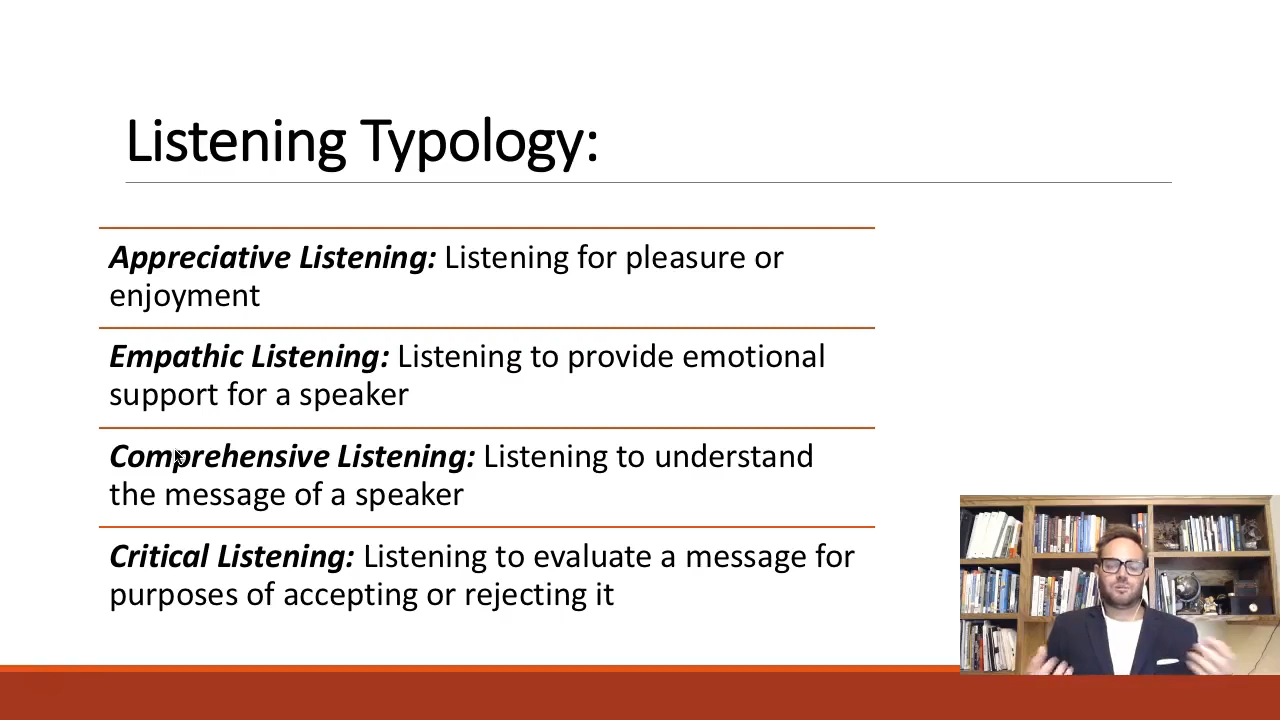 Listening Typology:
Appreciative Listening: Listening for pleasure or
enjoyment
Empathic Listening: Listening to provide emotional
support for a speaker
Comprehensive Listening: Listening to understand
the message of a speaker
Critical Listening: Listening to evaluate a message for
purposes of accepting or rejecting it